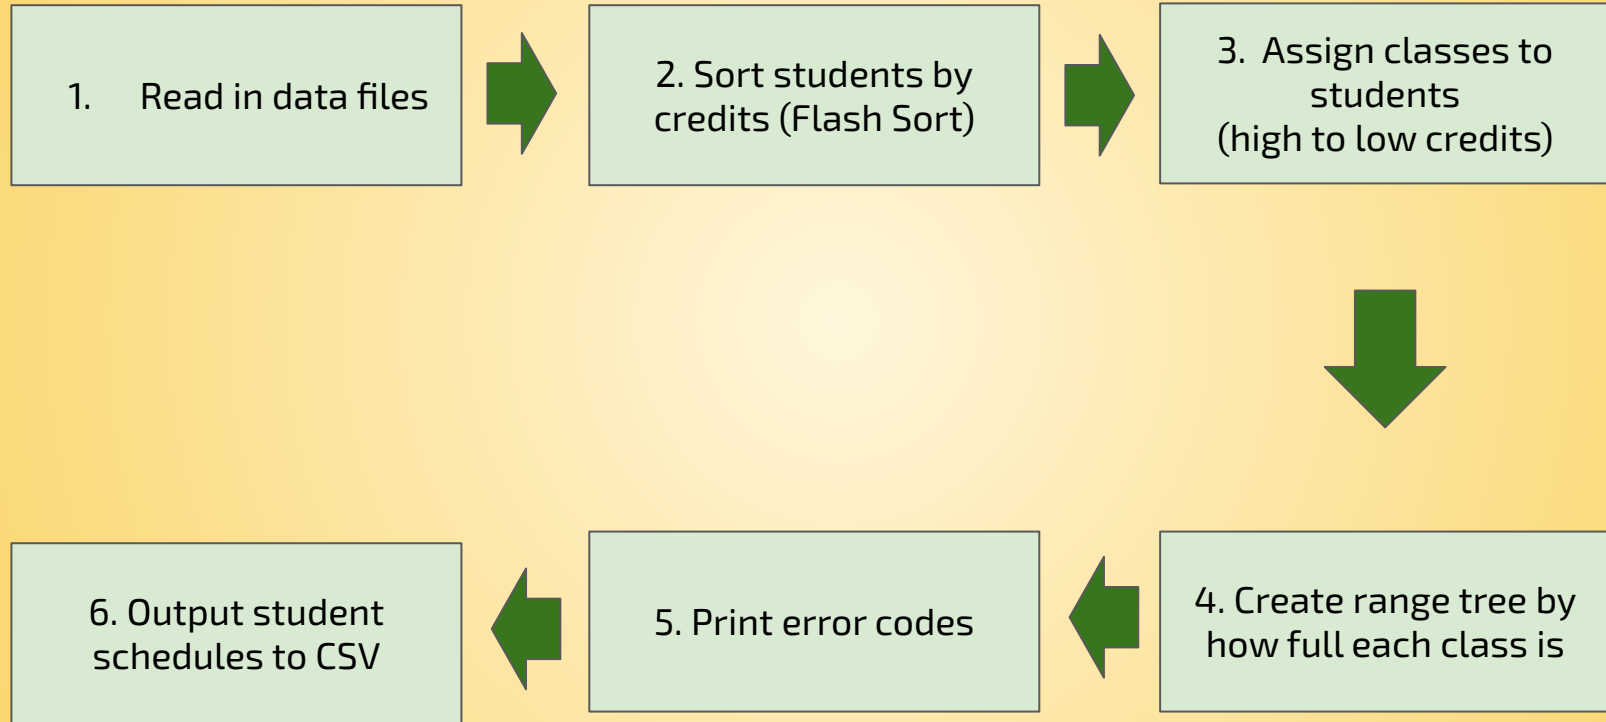 1. Read in data files
2. Sort students by
credits (Flash Sort)
3. Assign classes to
students
(high to low credits)
4. Create range tree by
how full each class is
5. Print error codes
6. Output student
schedules to CSV